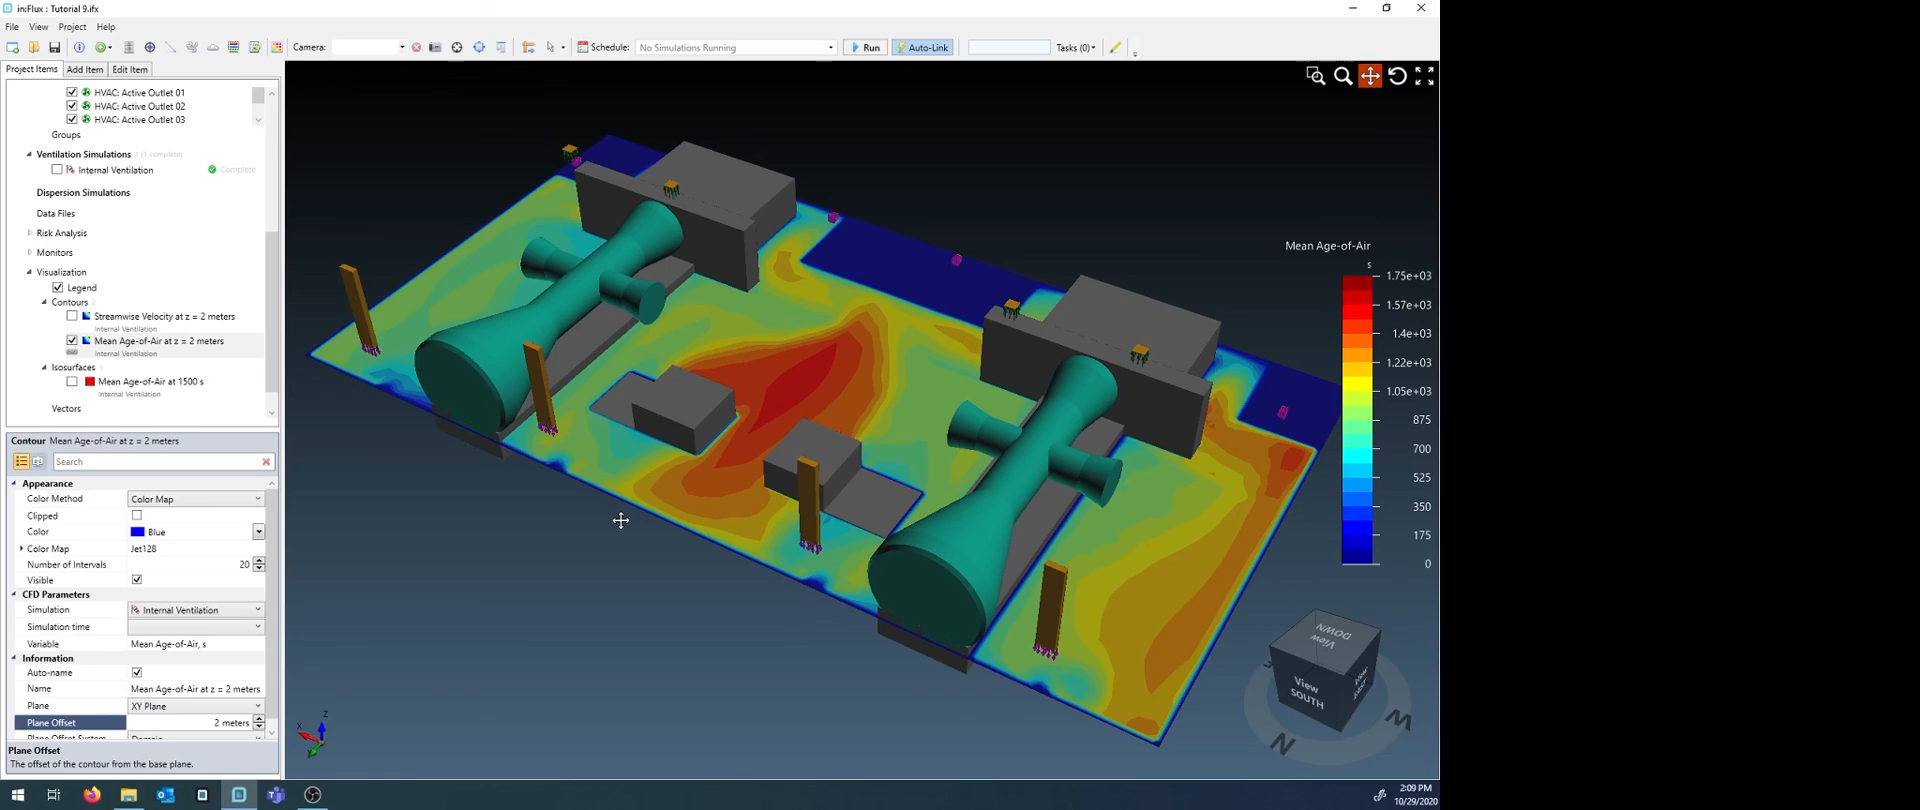 in:Flux : Tutorial 9.ifx
File View Project Help
Camera: Schedule: No Simulations Running Run Auto-Link Tasks (0)
Project Items Add Item Edit Item
HVAC: Active Outlet 01
HVAC: Active Outlet 02
HVAC: Active Outlet 03
Groups
Ventilation Simulations 1 (1 complete)
Internal Ventilation Complete
Dispersion Simulations
Data Files
Risk Analysis
Monitors
Visualization
Legend
Contours 2
Streamwise Velocity at z = 2 meters
Internal Ventilation
Mean Age-of-Air at z = 2 meters
Internal Ventilation
Isosurfaces 1
Mean Age-of-Air at 1500 s
Internal Ventilation
Vectors
Contour Mean Age-of-Air at z = 2 meters
Search
Appearance
Color Method Color Map
Clipped
Color Blue
Color Map Jet128
Number of Intervals 20
Visible
CFD Parameters
Simulation Internal Ventilation
Simulation time
Variable Mean Age-of-Air, s
Information
Auto-name
Name Mean Age-of-Air at z = 2 meters
Plane XY Plane
Plane Offset 2 meters
Plane Offset System Domain
Plane Offset
The offset of the contour from the base plane.
Mean Age-of-Air
s
1.75e+03
1.57e+03
1.4e+03
1.22e+03
1.05e+03
875
700
525
350
175
0
View DOWN
View SOUTH
W
N
X
Z
2:09 PM
10/29/2020